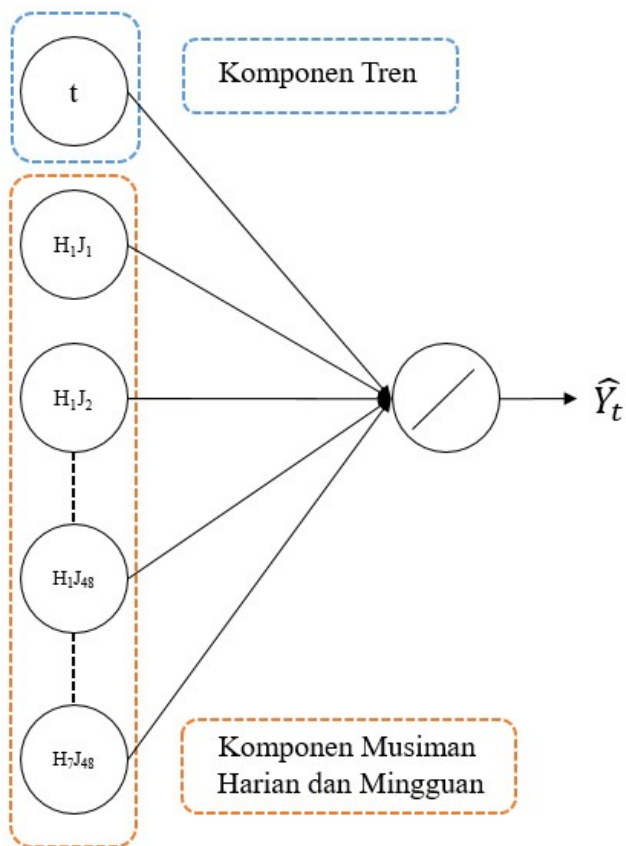 t
Komponen Tren
H₁J₁
H₁J₂
Ŷₜ
H₁J₄₈
H₇J₄₈
Komponen Musiman
Harian dan Mingguan